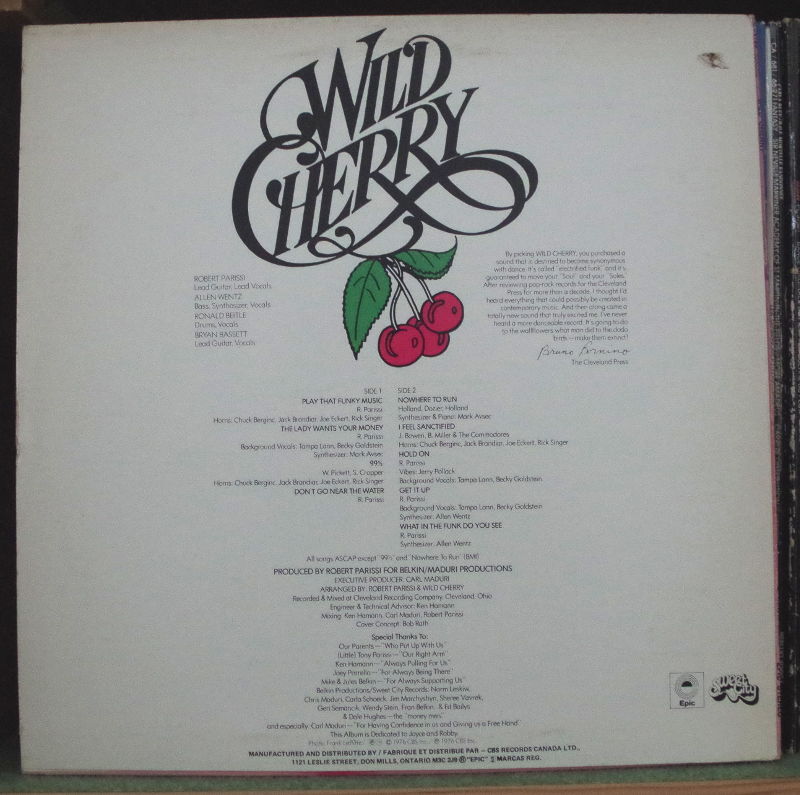 WILD
CHERRY
ROBERT PARISSI
Lead Guitar, Lead Vocals
ALLEN WENTZ
Bass, Synthesizer, Vocals
RONALD BEITLE
Drums, Vocals
BRYAN BASSETT
Lead Guitar, Vocals
By picking WILD CHERRY, you purchased a
sound that is destined to become synonymous
with dance. It's called "electrified funk" and it's
guaranteed to move your "Soul" and your "Soles."
After reviewing pop-rock records for the Cleveland
Press for more than a decade, I thought I'd
heard everything that could possibly be created in
contemporary music. And then along came a
totally new sound that truly excited me. I've never
heard a more danceable record. It's going to do
to the wallflowers what man did to the dodo
birds—make them extinct!
Bruno Bornino
The Cleveland Press
SIDE 1
PLAY THAT FUNKY MUSIC
R. Parissi
Horns: Chuck Berginc, Jack Brandiar, Joe Eckert, Rick Singer
THE LADY WANTS YOUR MONEY
R. Parissi
Background Vocals: Tampa Lann, Becky Goldstein
Synthesizer: Mark Avsec
99½
W. Pickett, S. Cropper
Horns: Chuck Berginc, Jack Brandiar, Joe Eckert, Rick Singer
DON'T GO NEAR THE WATER
R. Parissi
SIDE 2
NOWHERE TO RUN
Holland, Dozier, Holland
Synthesizer & Piano: Mark Avsec
I FEEL SANCTIFIED
J. Bowen, B. Miller & The Commodores
Horns: Chuck Berginc, Jack Brandiar, Joe Eckert, Rick Singer
HOLD ON
R. Parissi
Vibes: Jerry Pollack
Background Vocals: Tampa Lann, Becky Goldstein
GET IT UP
R. Parissi
Background Vocals: Tampa Lann, Becky Goldstein
Synthesizer: Allen Wentz
WHAT IN THE FUNK DO YOU SEE
R. Parissi
Synthesizer: Allen Wentz
All songs ASCAP except "99½" and "Nowhere To Run" (BMI)
PRODUCED BY ROBERT PARISSI FOR BELKIN/MADURI PRODUCTIONS
EXECUTIVE PRODUCER: CARL MADURI
ARRANGED BY: ROBERT PARISSI & WILD CHERRY
Recorded & Mixed at Cleveland Recording Company, Cleveland, Ohio
Engineer & Technical Advisor: Ken Hamann
Mixing: Ken Hamann, Carl Maduri, Robert Parissi
Cover Concept: Bob Rath
Special Thanks To:
Our Parents—"Who Put Up With Us"
(Little) Tony Parissi—"Our Right Arm"
Ken Hamann—"Always Pulling For Us"
Joey Porrello—"For Always Being There"
Mike & Jules Belkin—"For Always Supporting Us"
Belkin Productions/Sweet City Records: Norm Leskiw,
Chris Maduri, Carla Schoeck, Jim Marchyshyn, Sheree Vavrek,
Geri Semancik, Wendy Stein, Fran Bellon & Ed Bailys
& Dale Hughes—the "money men"
and especially: Carl Maduri—"For Having Confidence in us and Giving us a Free Hand"
This Album is Dedicated to Joyce and Robby.
℗ © 1976 CBS Inc. ℗ 1976 CBS Inc.
MANUFACTURED AND DISTRIBUTED BY / FABRIQUE ET DISTRIBUE PAR — CBS RECORDS CANADA LTD.,
1121 LESLIE STREET, DON MILLS, ONTARIO M3C 2J9 ® "EPIC" MARCAS REG.
Epic
Sweet
City